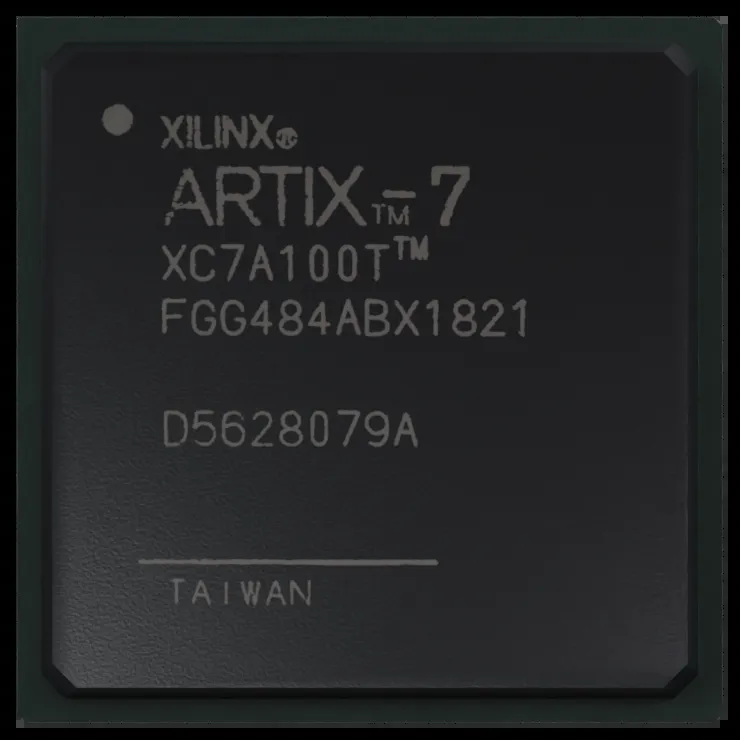 XILINX®
ARTIX™-7
XC7A100T™
FGG484ABX1821
D5628079A
TAIWAN